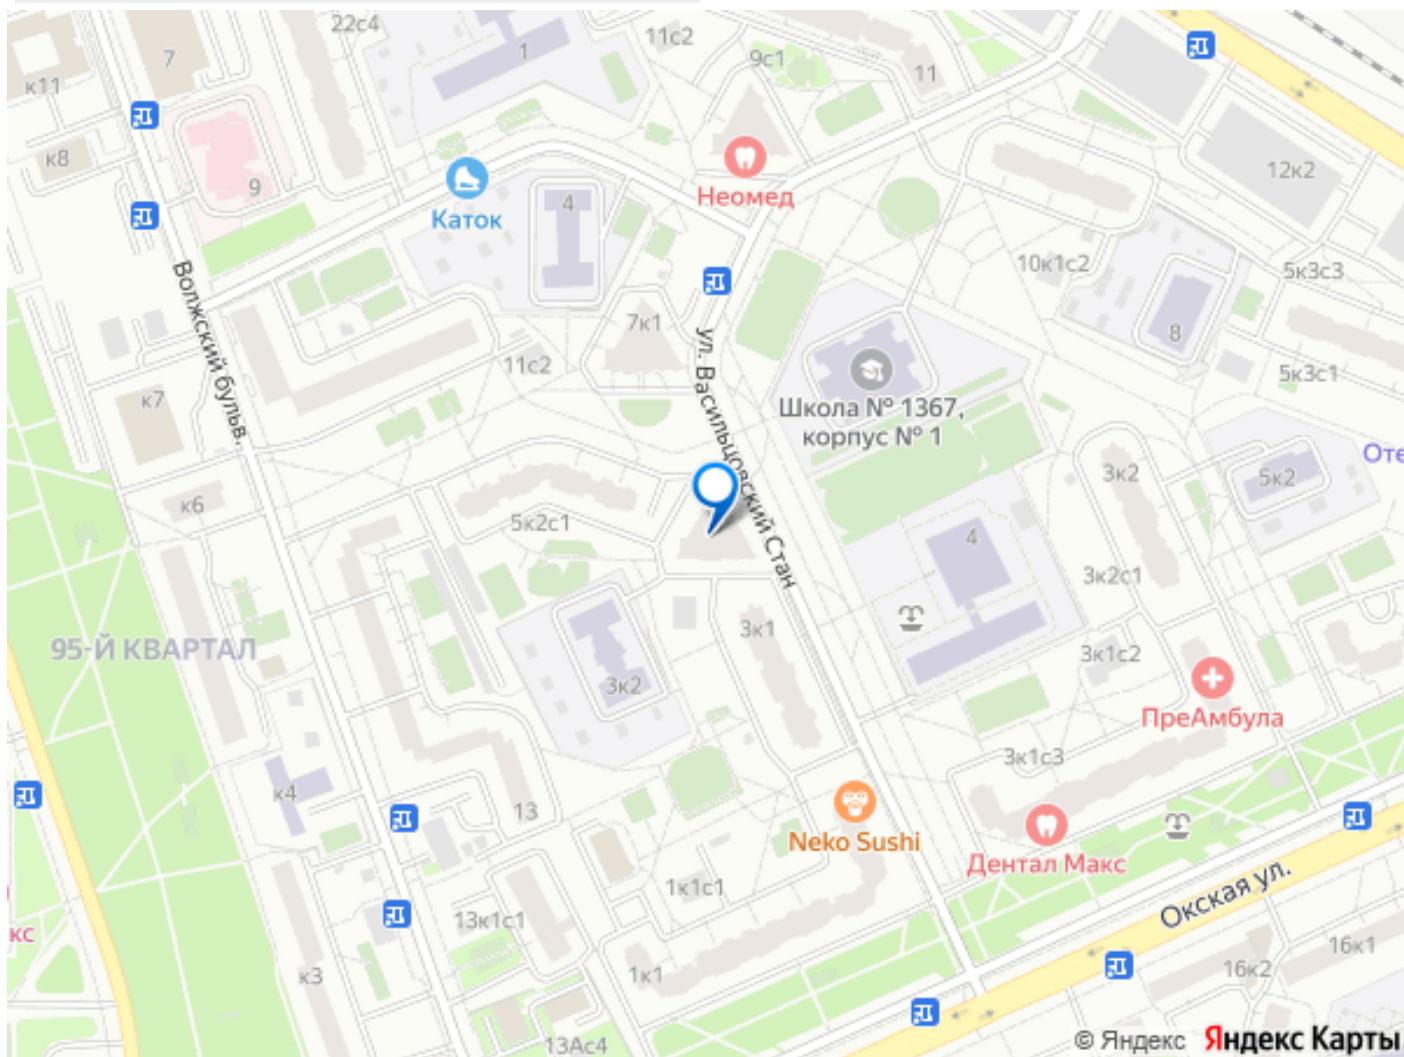 22с4
11с2
9с1
7
1
11
к11
к8
12к2
9
Неомед
4
Каток
10к1с2
5к3с3
Волжский бульв.
7к1
ул. Васильцовский Стан
8
11с2
5к3с1
к7
Школа № 1367,
корпус № 1
Оте
3к2
5к2
к6
5к2с1
4
3к2с1
3к1
95-Й КВАРТАЛ
3к1с2
3к2
ПреАмбула
3к1с3
к4
13
Neko Sushi
Дентал Макс
1к1с1
Окская ул.
13к1с1
кс
16к1
16к2
к3
1к1
13Ас4
© Яндекс Яндекс Карты